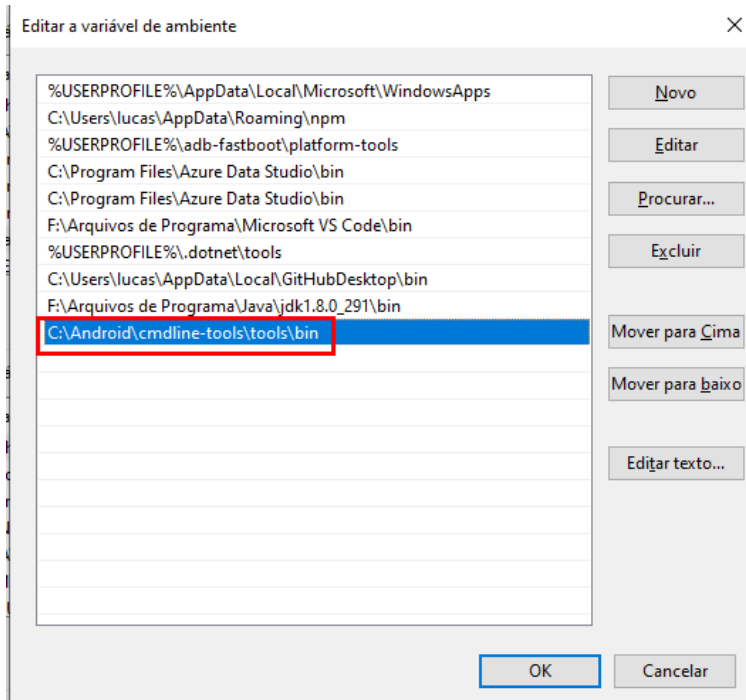 Editar a variável de ambiente
%USERPROFILE%\AppData\Local\Microsoft\WindowsApps
C:\Users\lucas\AppData\Roaming\npm
%USERPROFILE%\adb-fastboot\platform-tools
C:\Program Files\Azure Data Studio\bin
C:\Program Files\Azure Data Studio\bin
F:\Arquivos de Programa\Microsoft VS Code\bin
%USERPROFILE%\.dotnet\tools
C:\Users\lucas\AppData\Local\GitHubDesktop\bin
F:\Arquivos de Programa\Java\jdk1.8.0_291\bin
C:\Android\cmdline-tools\tools\bin
Novo
Editar
Procurar...
Excluir
Mover para Cima
Mover para baixo
Editar texto...
OK
Cancelar